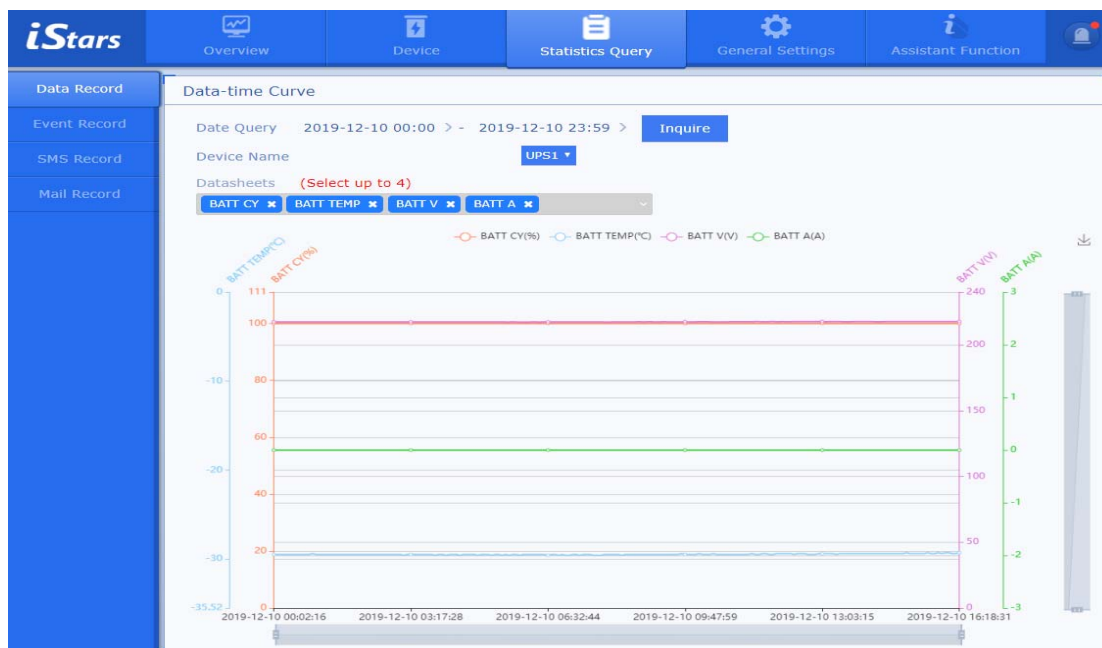 iStars
Overview
Device
Statistics Query
General Settings
Assistant Function
Data Record
Event Record
SMS Record
Mail Record
Data-time Curve
Date Query 2019-12-10 00:00 > - 2019-12-10 23:59 > Inquire
Device Name UPS1
Datasheets (Select up to 4)
BATT CY BATT TEMP BATT V BATT A
BATT CY(%) BATT TEMP(℃) BATT V(V) BATT A(A)
BATT TEMP(℃) BATT CY(%) BATT V(V) BATT A(A)
0 111 240 3
100
200 2
-10 80
1
150
60
0
-20
100
40
-1
50
20
-30 -2
-35.52 0 0 -3
2019-12-10 00:02:16 2019-12-10 03:17:28 2019-12-10 06:32:44 2019-12-10 09:47:59 2019-12-10 13:03:15 2019-12-10 16:18:31